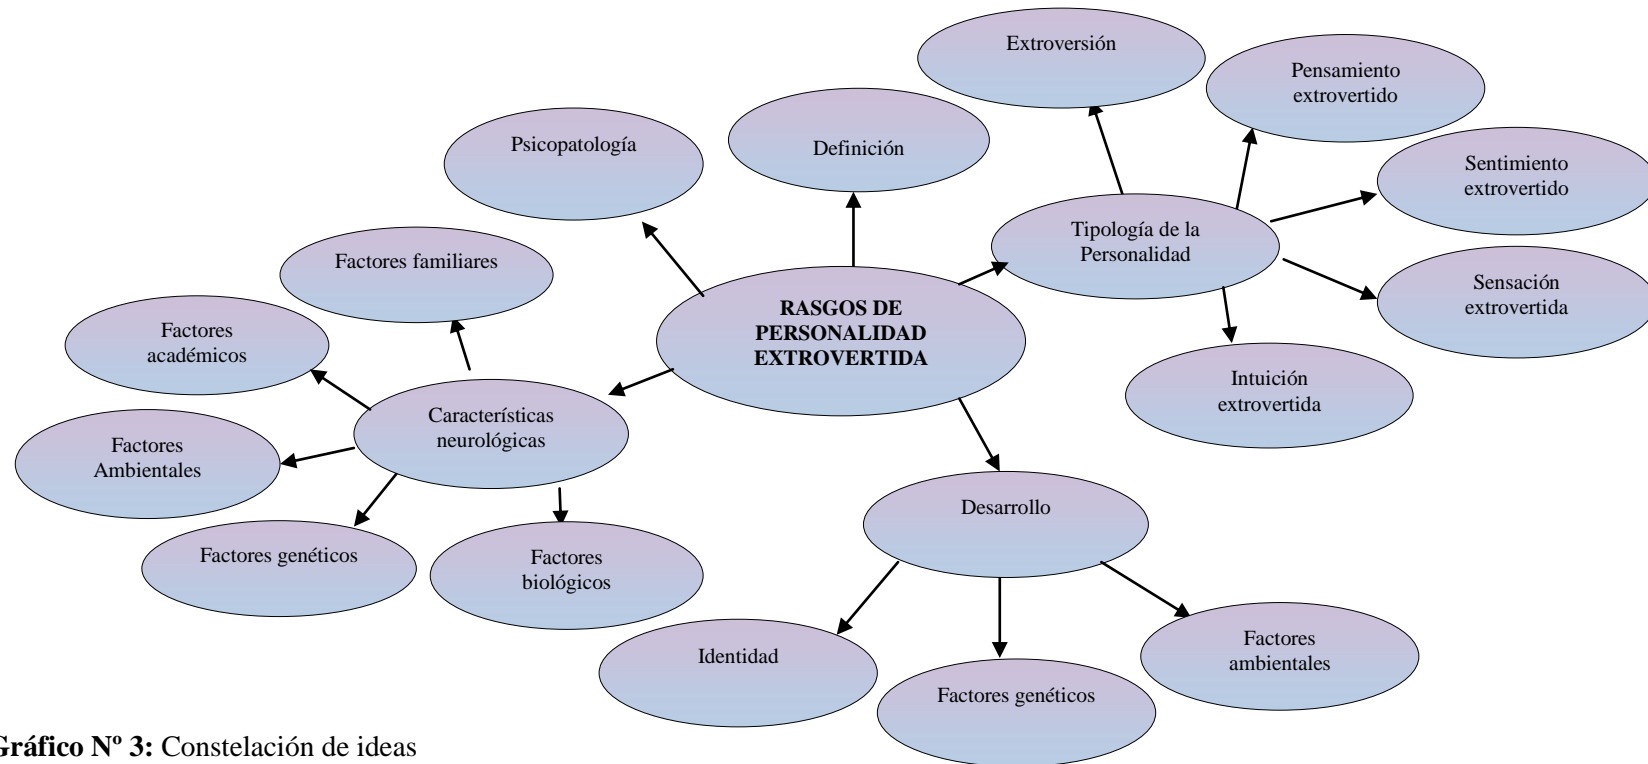 Extroversión
Pensamiento
extrovertido
Psicopatología
Definición
Sentimiento
extrovertido
Tipología de la
Personalidad
Factores familiares
Sensación
extrovertida
RASGOS DE
PERSONALIDAD
EXTROVERTIDA
Factores
académicos
Intuición
extrovertida
Características
neurológicas
Factores
Ambientales
Desarrollo
Factores genéticos
Factores
biológicos
Identidad
Factores
ambientales
Factores genéticos
Gráfico Nº 3: Constelación de ideas